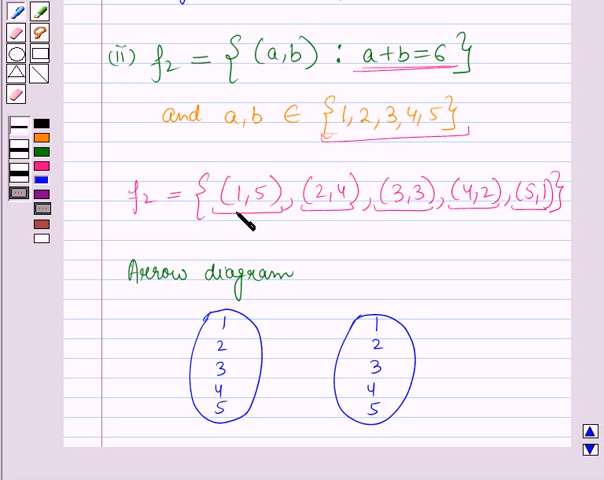 (ii) f₂ = { (a,b) : a+b=6 }
and a,b ∈ {1,2,3,4,5}
f₂ = { (1,5), (2,4), (3,3), (4,2), (5,1) }
Arrow diagram
1 1
2 2
3 3
4 4
5 5